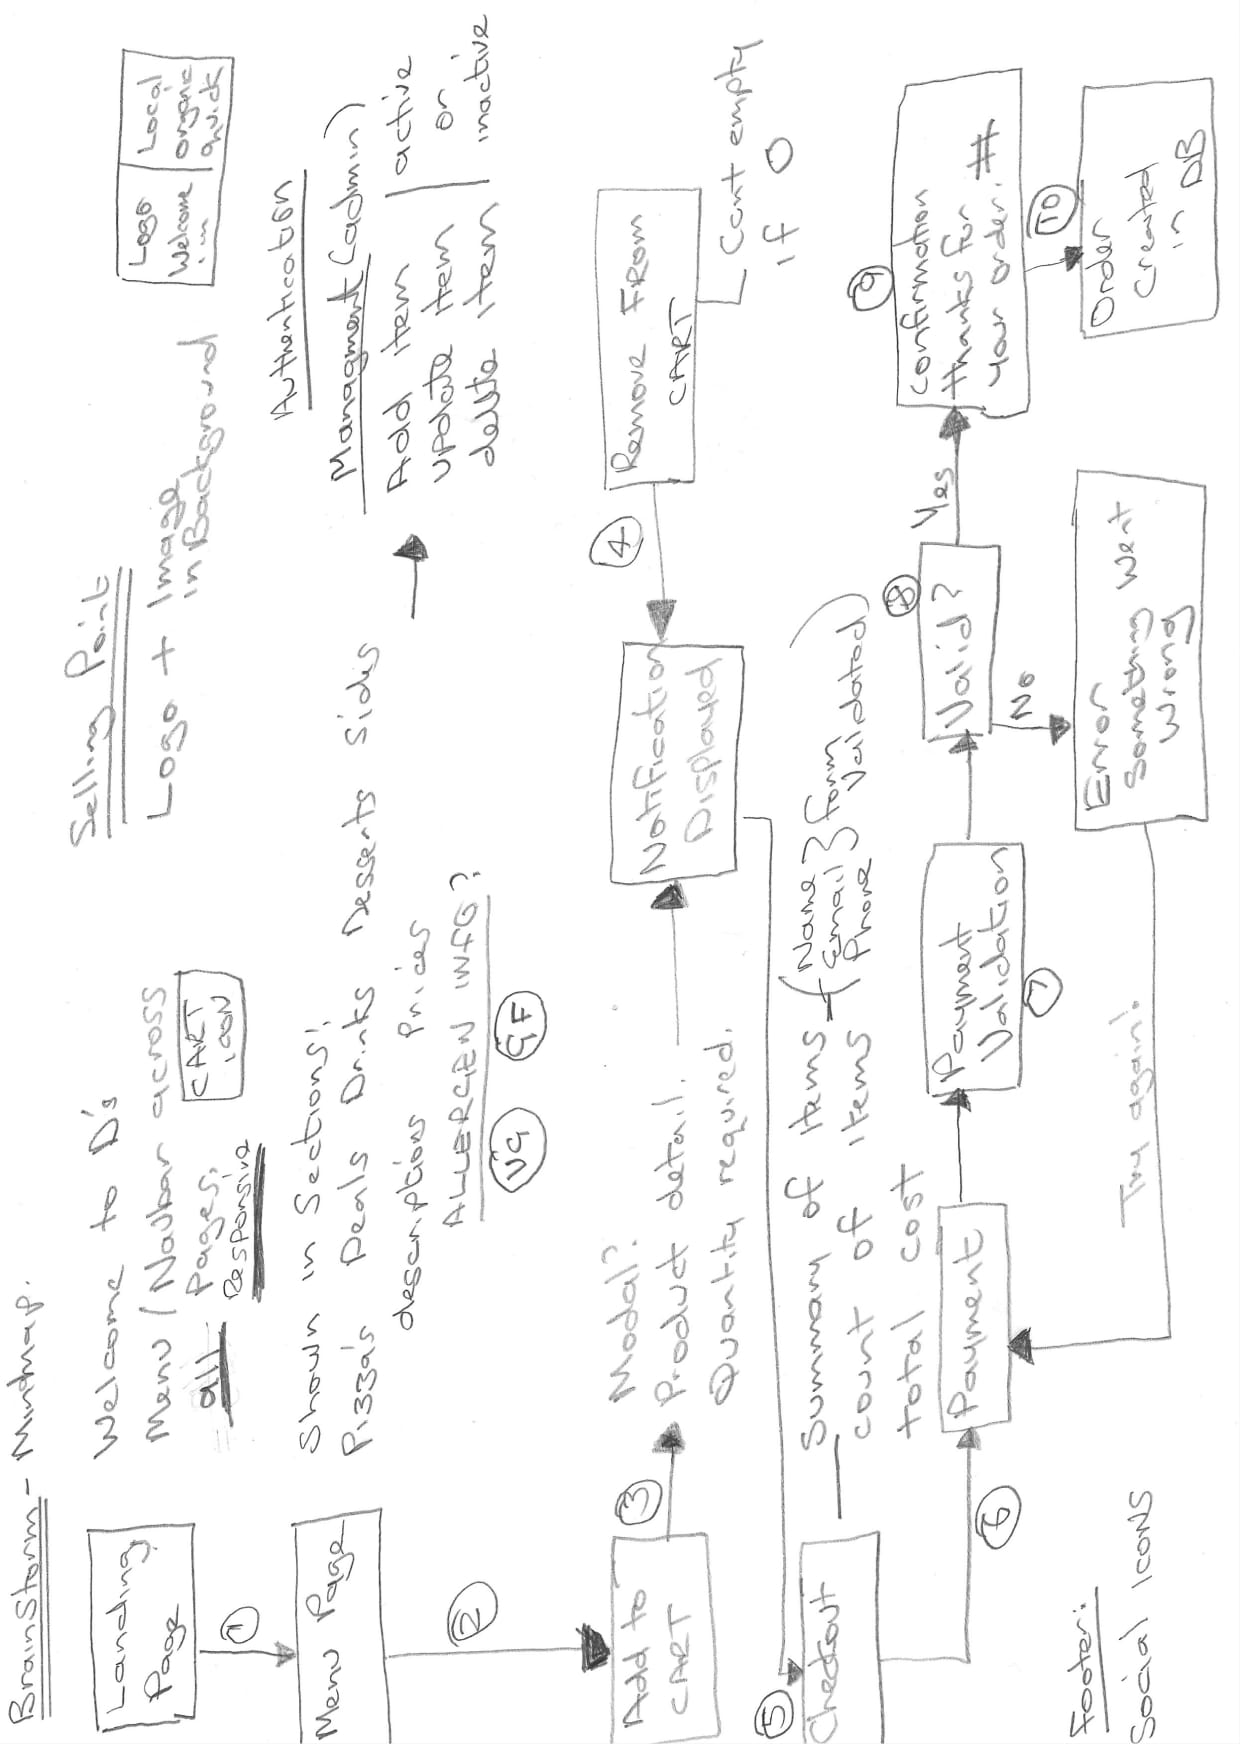 BrainStorm - Mindmap.
Landing
Page
Welcome to D's
Menu / Navbar across
all Pages,
Responsive
CART
ICON
Selling Point
Logo + Image
in Background
Logo
Welcome
Local
organic
quick
1
Menu Page
Shown in Sections!
Pizza's Deals Drinks Desserts Sides
descriptions Prices
ALLERGEN INFO?
VG GF
Authentication
Managment (admin)
Add item
update item
delete item
active
or
inactive
2
Add to
CART
3
Modal?
Product detail.
Quantity required.
Notification
Displayed
4
Remove From
CART
Cart empty
if 0
5
Checkout
Summary of items
count of items
total cost
(Name
Email
Phone } form
Validated)
6
Payment
Payment
Validation
7
8
Valid?
Yes
No
9
Confirmation
thanks for
your order. #
10
Order
Created
in DB
Error
Something Went
Wrong
Try again!
Footer:
Social Icons